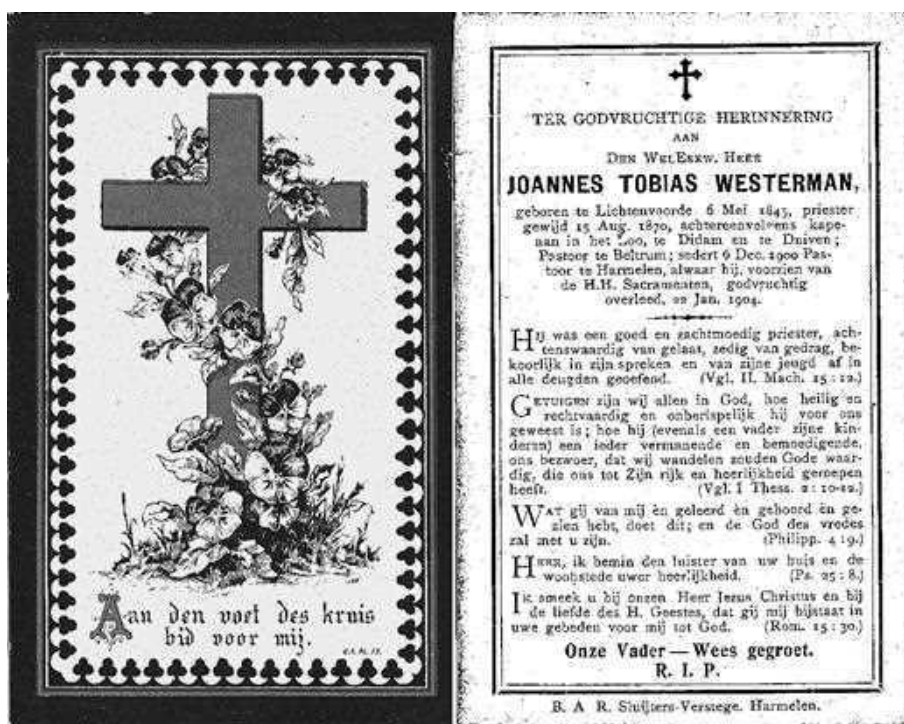 Aan den voet des kruis
bid voor mij.
TER GODVRUCHTIGE HERINNERING
AAN
DEN WELEERW. HEER
JOANNES TOBIAS WESTERMAN,
geboren te Lichtenvoorde 6 Mei 1845, priester
gewijd 15 Aug. 1870, achtereenvolgens kape-
laan in het Loo, te Didam en te Duiven;
Pastoor te Beltrum; sedert 6 Dec. 1900 Pas-
toor te Harmelen, alwaar hij, voorzien van
de H.H. Sacramenten, godvruchtig
overleed, 22 Jan. 1904.
HIJ was een goed en zachtmoedig priester, ach-
tenswaardig van gelaat, zedig van gedrag, be-
koorlijk in zijn spreken en van zijne jeugd af in
alle deugden geoefend. (Vgl. II. Mach. 15:12.)
GETUIGEN zijn wij allen in God, hoe heilig en
rechtvaardig en onberispelijk hij voor ons
geweest is; hoe hij (evenals een vader zijne kin-
deren) een ieder vermanende en bemoedigende,
ons bezwoer, dat wij wandelen zouden Gode waar-
dig, die ons tot Zijn rijk en heerlijkheid geroepen
heeft. (Vgl. I Thess. 2:10-12.)
WAT gij van mij èn geleerd èn gehoord èn ge-
zien hebt, doet dit; en de God des vredes
zal met u zijn. (Philipp. 4:9.)
HEER, ik bemin den luister van uw huis en de
woonstede uwer heerlijkheid. (Ps. 25:8.)
IK smeek u bij onzen Heer Jezus Christus en bij
de liefde des H. Geestes, dat gij mij bijstaat in
uwe gebeden voor mij tot God. (Rom. 15:30.)
Onze Vader—Wees gegroet.
R. I. P.
B. A R. Sluijters-Verstege. Harmelen.